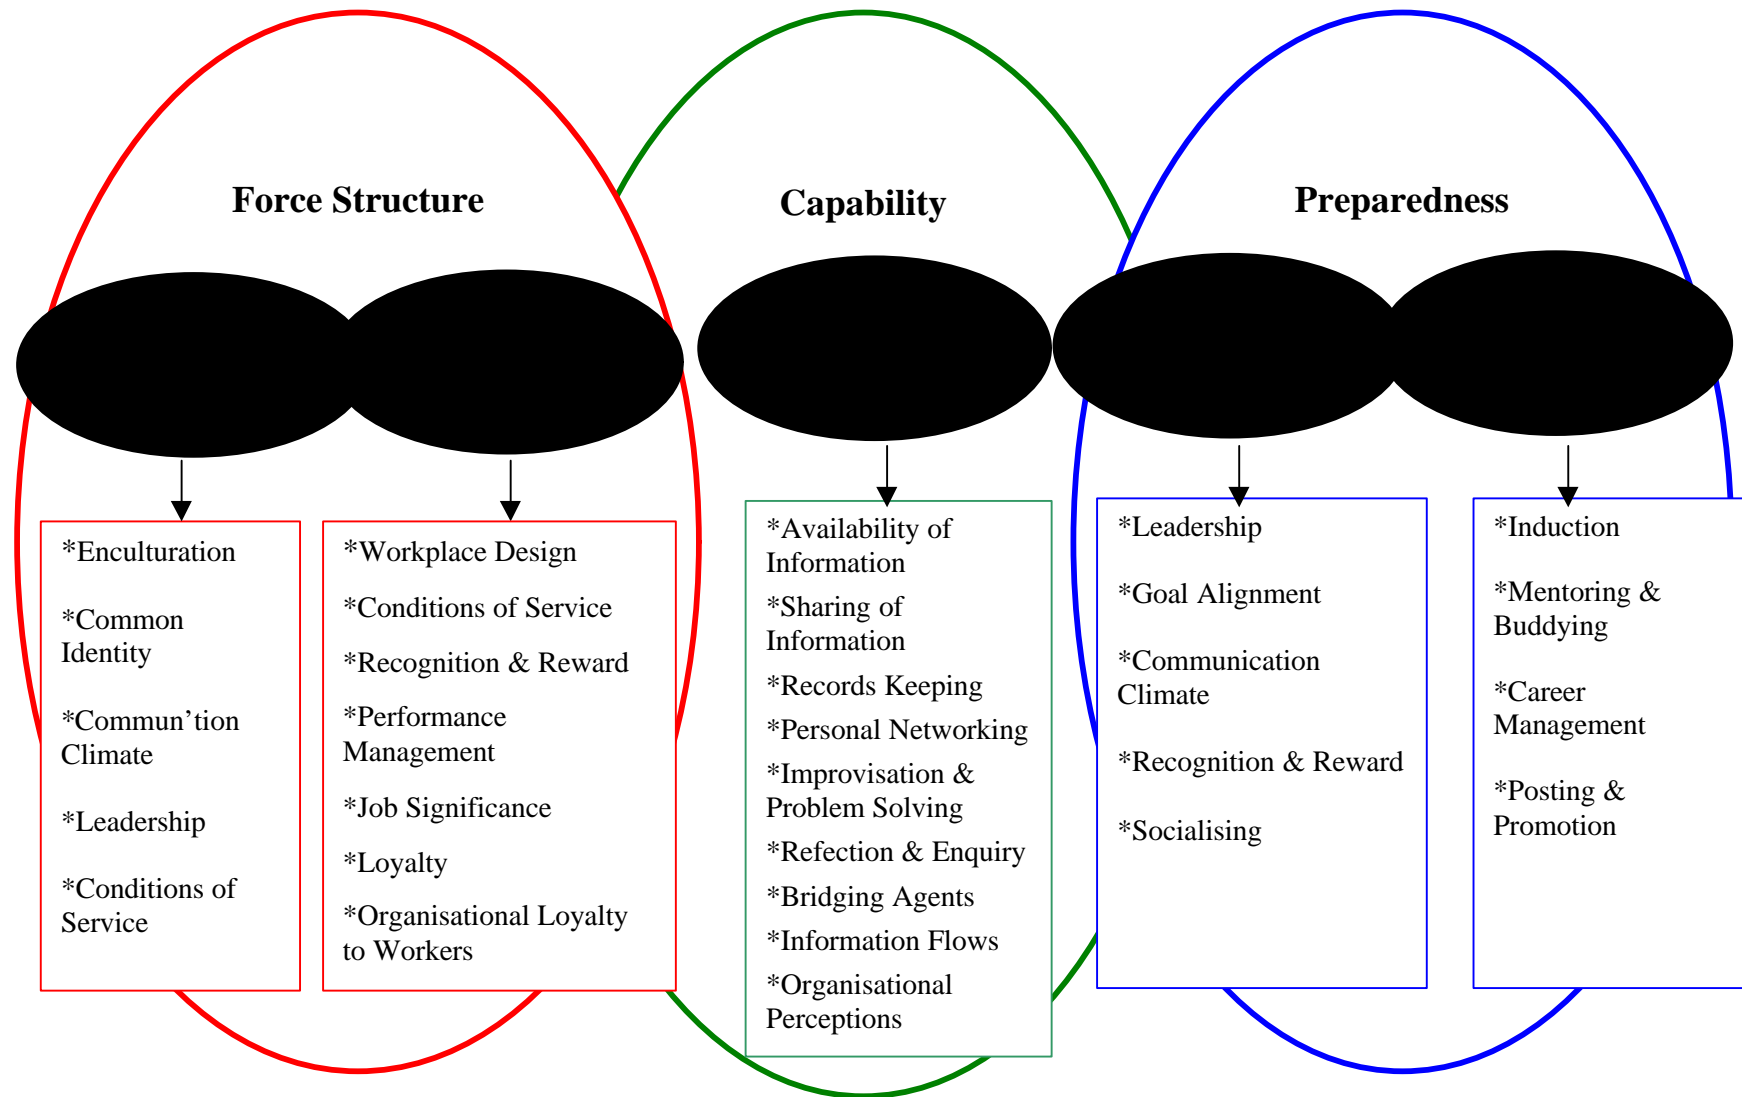 Force Structure
Capability
Preparedness
*Enculturation
*Common
Identity
*Commun’tion
Climate
*Leadership
*Conditions of
Service
*Workplace Design
*Conditions of Service
*Recognition & Reward
*Performance
Management
*Job Significance
*Loyalty
*Organisational Loyalty
to Workers
*Availability of
Information
*Sharing of
Information
*Records Keeping
*Personal Networking
*Improvisation &
Problem Solving
*Refection & Enquiry
*Bridging Agents
*Information Flows
*Organisational
Perceptions
*Leadership
*Goal Alignment
*Communication
Climate
*Recognition & Reward
*Socialising
*Induction
*Mentoring &
Buddying
*Career
Management
*Posting &
Promotion